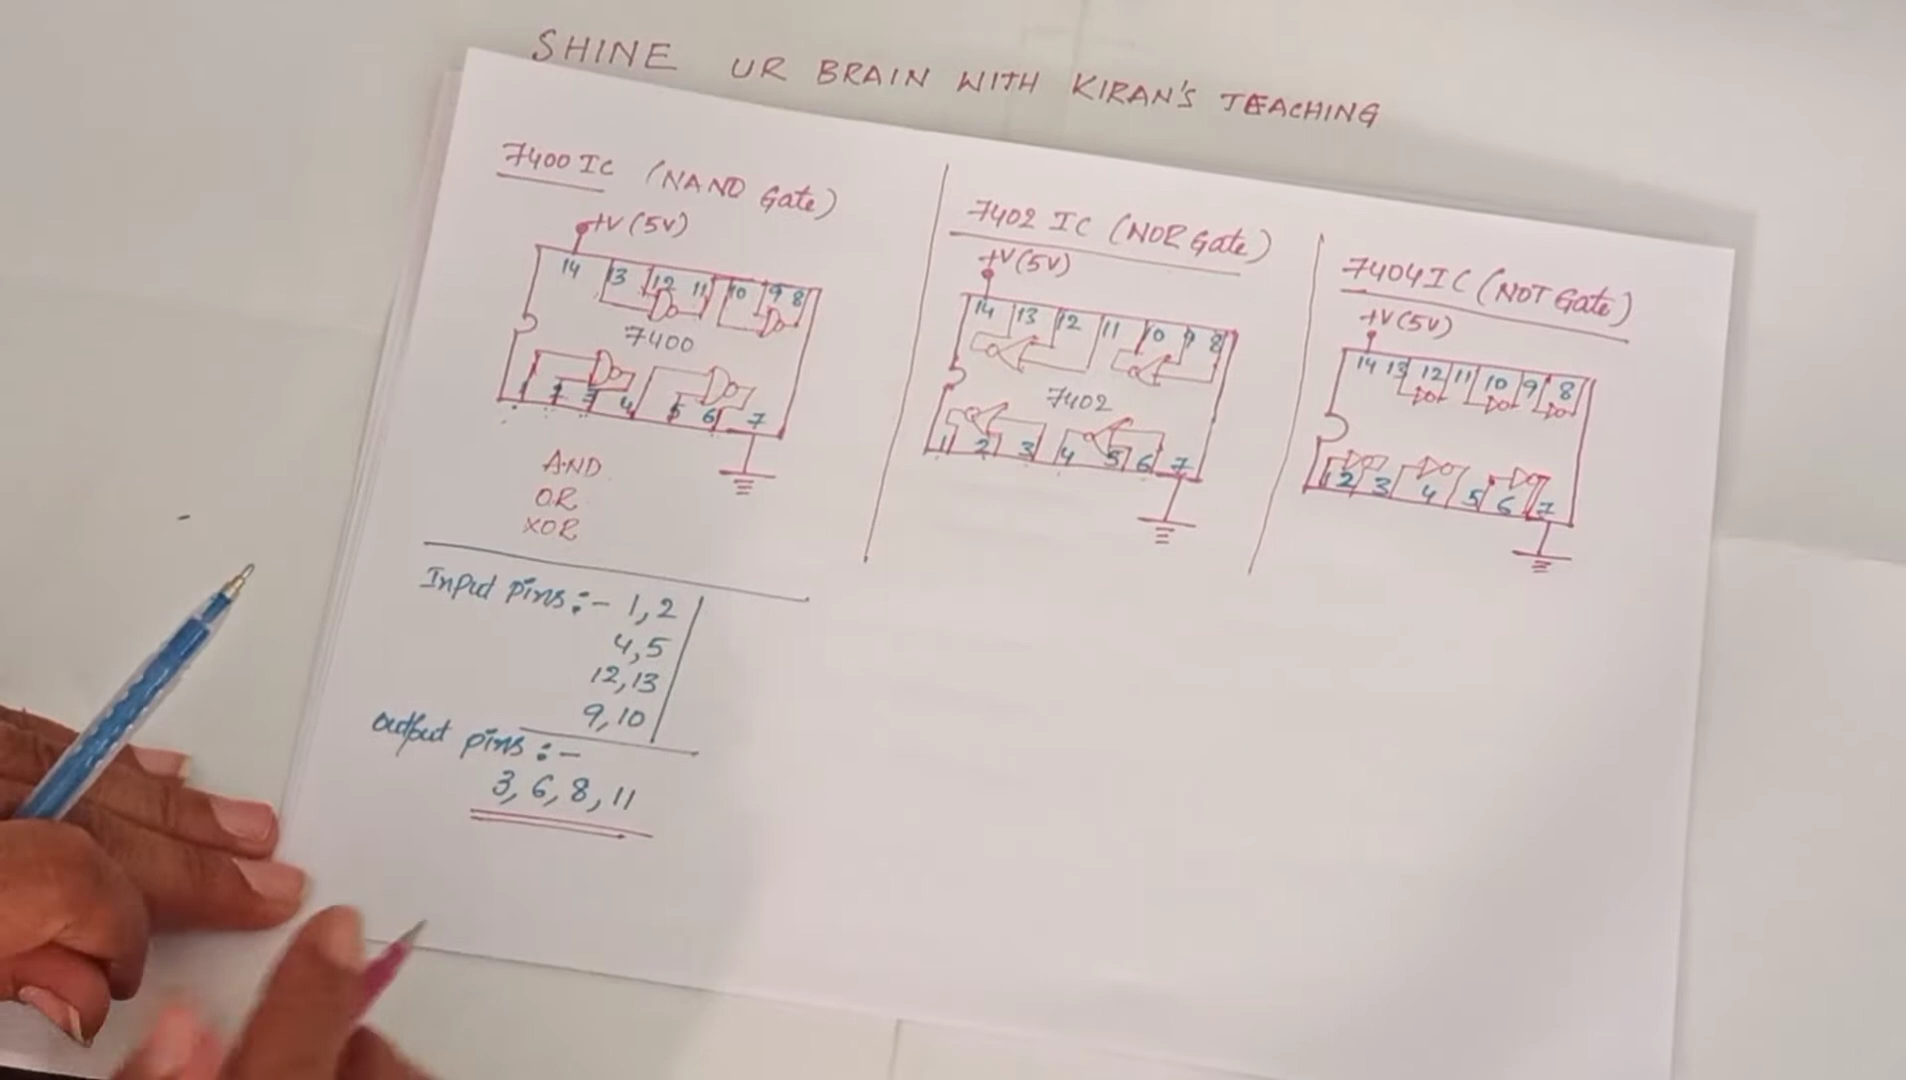 SHINE UR BRAIN WITH KIRAN'S TEACHING
7400 IC (NAND Gate)
+V (5V)
14 13 12 11 10 9 8
7400
1 2 3 4 5 6 7
AND
OR
XOR
Input pins :- 1, 2
4, 5
12, 13
9, 10
output pins :-
3, 6, 8, 11
7402 IC (NOR Gate)
+V (5V)
14 13 12 11 10 9 8
7402
1 2 3 4 5 6 7
7404 IC (NOT Gate)
+V (5V)
14 13 12 11 10 9 8
1 2 3 4 5 6 7